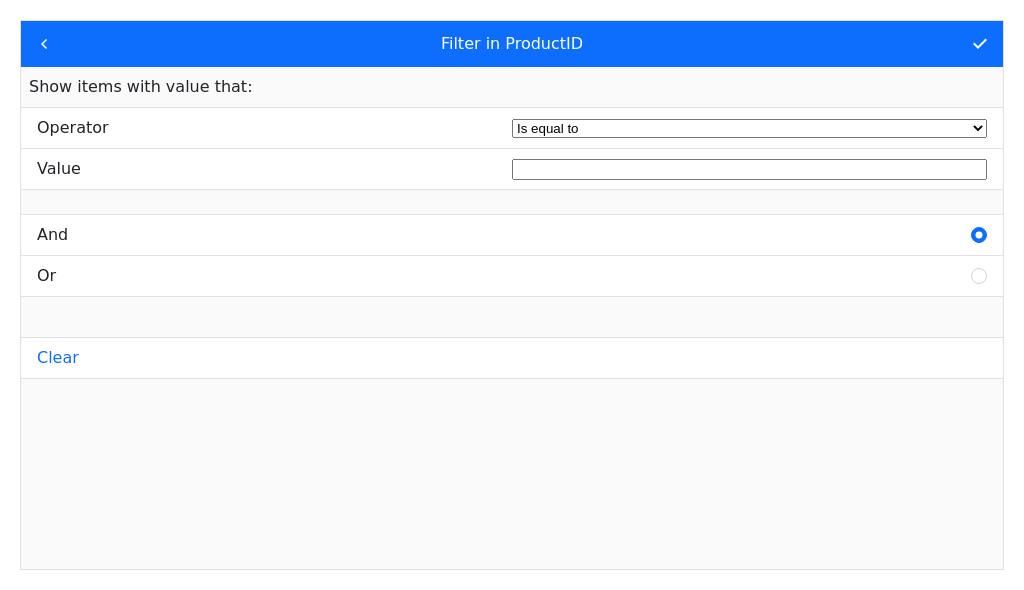 Filter in ProductID
Show items with value that:
Operator
Is equal to
Value
And
Or
Clear